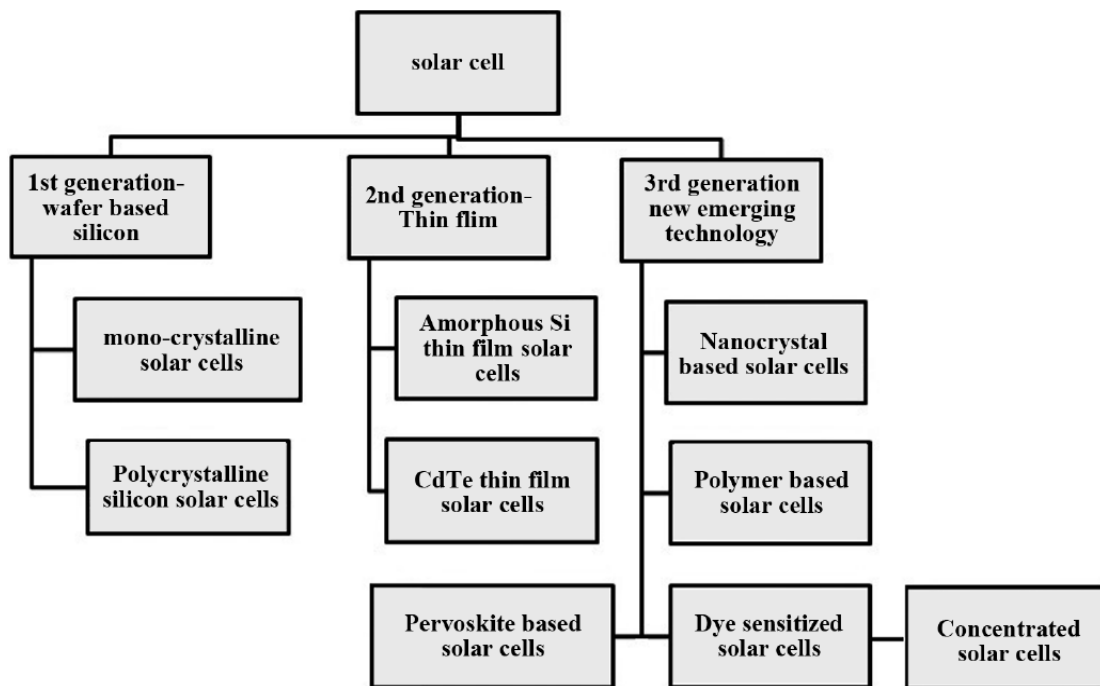 solar cell
1st generation-
wafer based
silicon
2nd generation-
Thin flim
3rd generation
new emerging
technology
mono-crystalline
solar cells
Amorphous Si
thin film solar
cells
Nanocrystal
based solar cells
Polycrystalline
silicon solar cells
CdTe thin film
solar cells
Polymer based
solar cells
Pervoskite based
solar cells
Dye sensitized
solar cells
Concentrated
solar cells